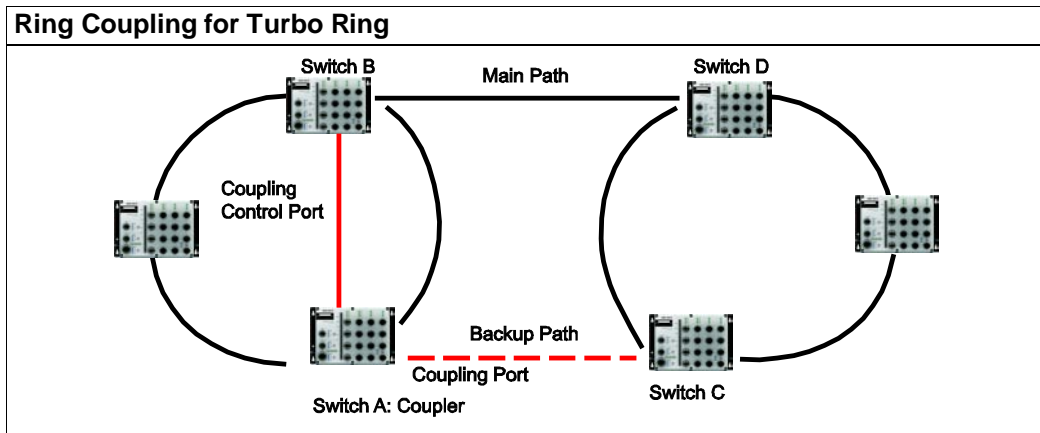 Ring Coupling for Turbo Ring
Switch B
Main Path
Switch D
Coupling
Control Port
Backup Path
Coupling Port
Switch A: Coupler
Switch C